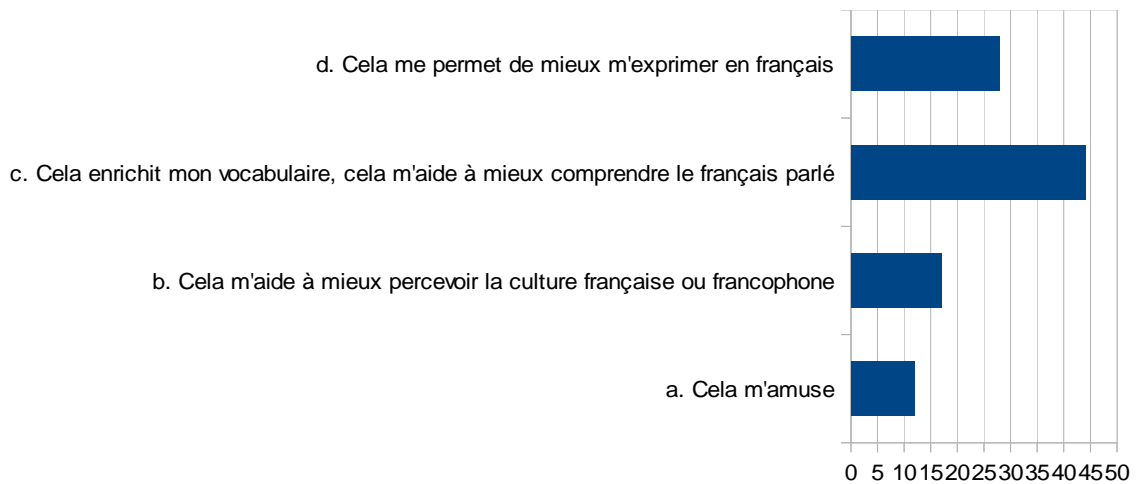 d. Cela me permet de mieux m'exprimer en français
c. Cela enrichit mon vocabulaire, cela m'aide à mieux comprendre le français parlé
b. Cela m'aide à mieux percevoir la culture française ou francophone
a. Cela m'amuse
0 5 10 15 20 25 30 35 40 45 50